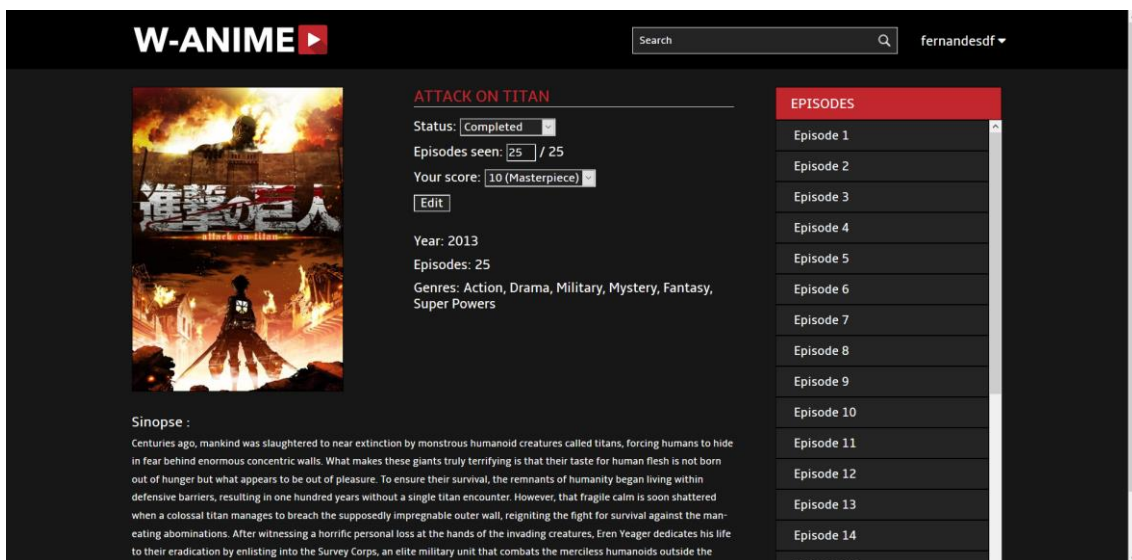 W-ANIME
Search
fernandesdf
進撃の巨人
attack on titan
ATTACK ON TITAN
Status: Completed
Episodes seen: 25 / 25
Your score: 10 (Masterpiece)
Edit
Year: 2013
Episodes: 25
Genres: Action, Drama, Military, Mystery, Fantasy,
Super Powers
Sinopse :
Centuries ago, mankind was slaughtered to near extinction by monstrous humanoid creatures called titans, forcing humans to hide
in fear behind enormous concentric walls. What makes these giants truly terrifying is that their taste for human flesh is not born
out of hunger but what appears to be out of pleasure. To ensure their survival, the remnants of humanity began living within
defensive barriers, resulting in one hundred years without a single titan encounter. However, that fragile calm is soon shattered
when a colossal titan manages to breach the supposedly impregnable outer wall, reigniting the fight for survival against the man-
eating abominations. After witnessing a horrific personal loss at the hands of the invading creatures, Eren Yeager dedicates his life
to their eradication by enlisting into the Survey Corps, an elite military unit that combats the merciless humanoids outside the
EPISODES
Episode 1
Episode 2
Episode 3
Episode 4
Episode 5
Episode 6
Episode 7
Episode 8
Episode 9
Episode 10
Episode 11
Episode 12
Episode 13
Episode 14